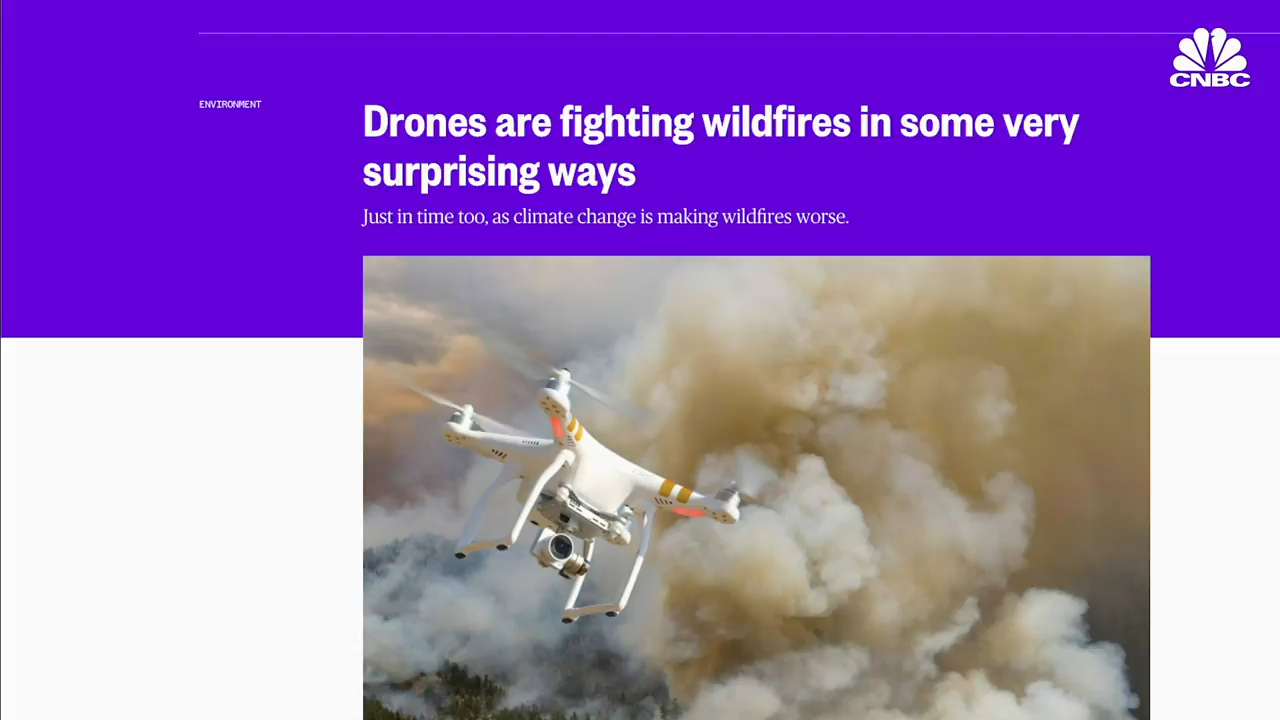 CNBC
ENVIRONMENT
Drones are fighting wildfires in some very
surprising ways
Just in time too, as climate change is making wildfires worse.